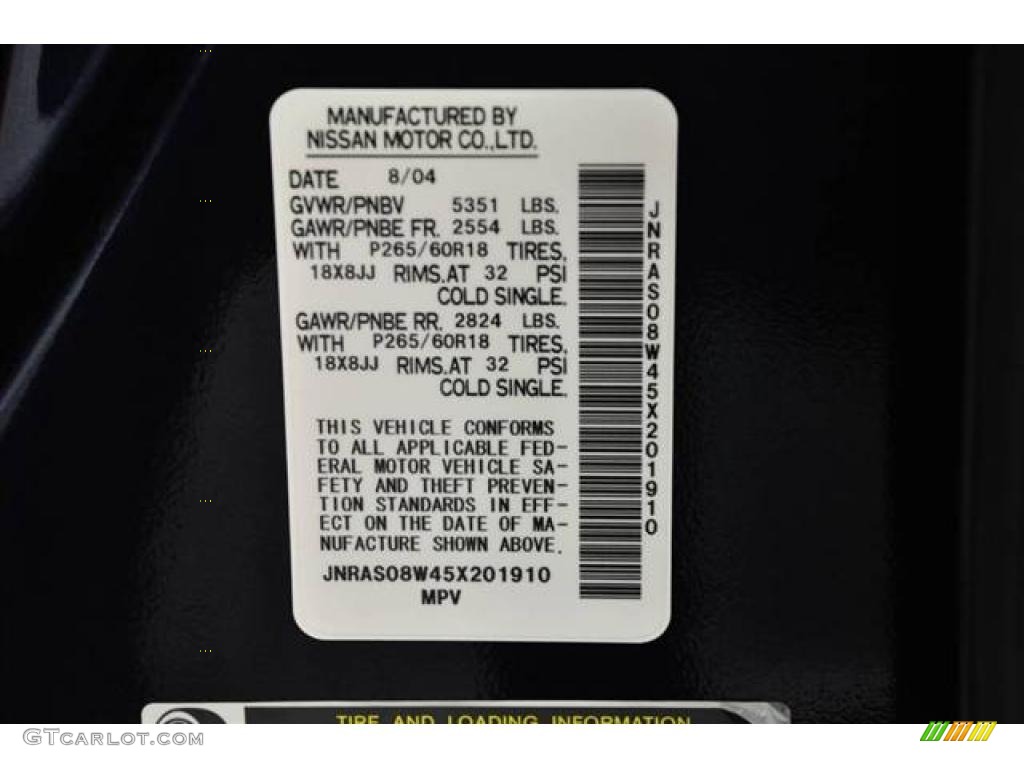 MANUFACTURED BY
NISSAN MOTOR CO.,LTD.
DATE 8/04
GVWR/PNBV 5351 LBS.
GAWR/PNBE FR. 2554 LBS.
WITH P265/60R18 TIRES,
18X8JJ RIMS.AT 32 PSI
COLD SINGLE.
GAWR/PNBE RR. 2824 LBS.
WITH P265/60R18 TIRES,
18X8JJ RIMS.AT 32 PSI
COLD SINGLE.
THIS VEHICLE CONFORMS
TO ALL APPLICABLE FED-
ERAL MOTOR VEHICLE SA-
FETY AND THEFT PREVEN-
TION STANDARDS IN EFF-
ECT ON THE DATE OF MA-
NUFACTURE SHOWN ABOVE.
JNRAS08W45X201910
MPV
JNRAS08W45X201910
TIRE AND LOADING INFORMATION
GTCarLot.com